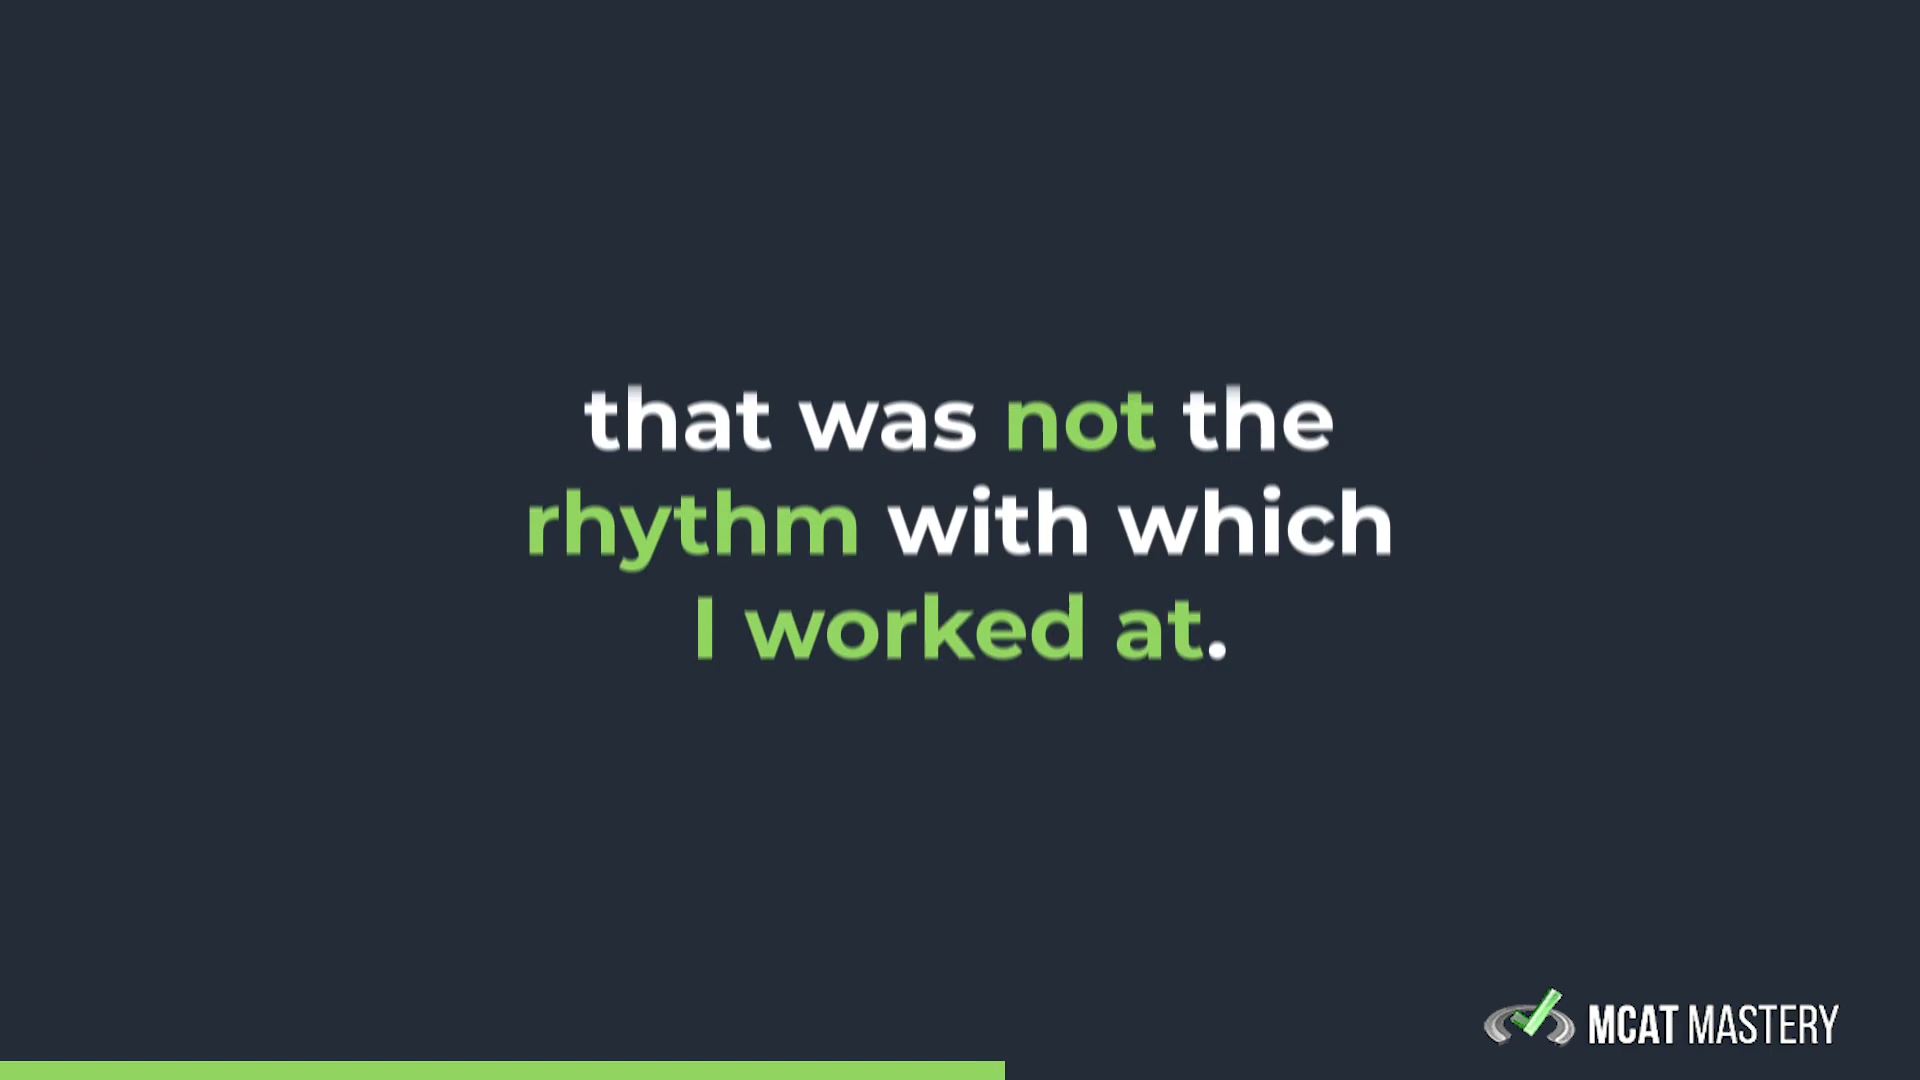 that was not the
rhythm with which
I worked at.
MCAT MASTERY